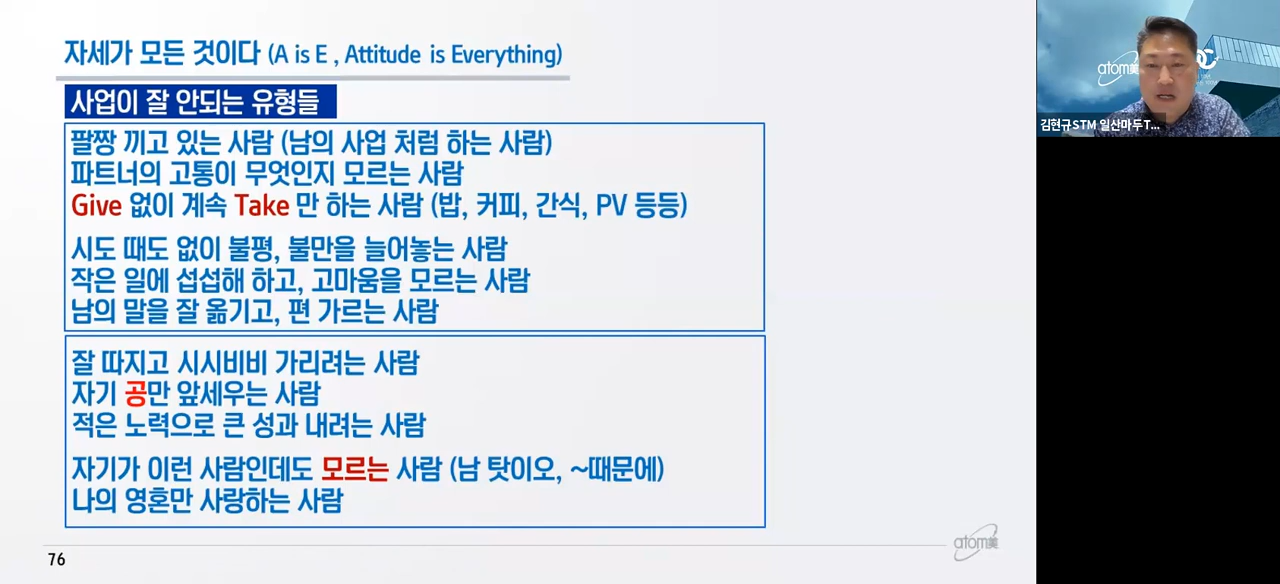 자세가 모든 것이다 (A is E , Attitude is Everything)
사업이 잘 안되는 유형들
팔짱 끼고 있는 사람 (남의 사업 처럼 하는 사람)
파트너의 고통이 무엇인지 모르는 사람
Give 없이 계속 Take 만 하는 사람 (밥, 커피, 간식, PV 등등)
시도 때도 없이 불평, 불만을 늘어놓는 사람
작은 일에 섭섭해 하고, 고마움을 모르는 사람
남의 말을 잘 옮기고, 편 가르는 사람
잘 따지고 시시비비 가리려는 사람
자기 공만 앞세우는 사람
적은 노력으로 큰 성과 내려는 사람
자기가 이런 사람인데도 모르는 사람 (남 탓이오, ~때문에)
나의 영혼만 사랑하는 사람
76
atom美
atom美
김현규STM 일산마두T...